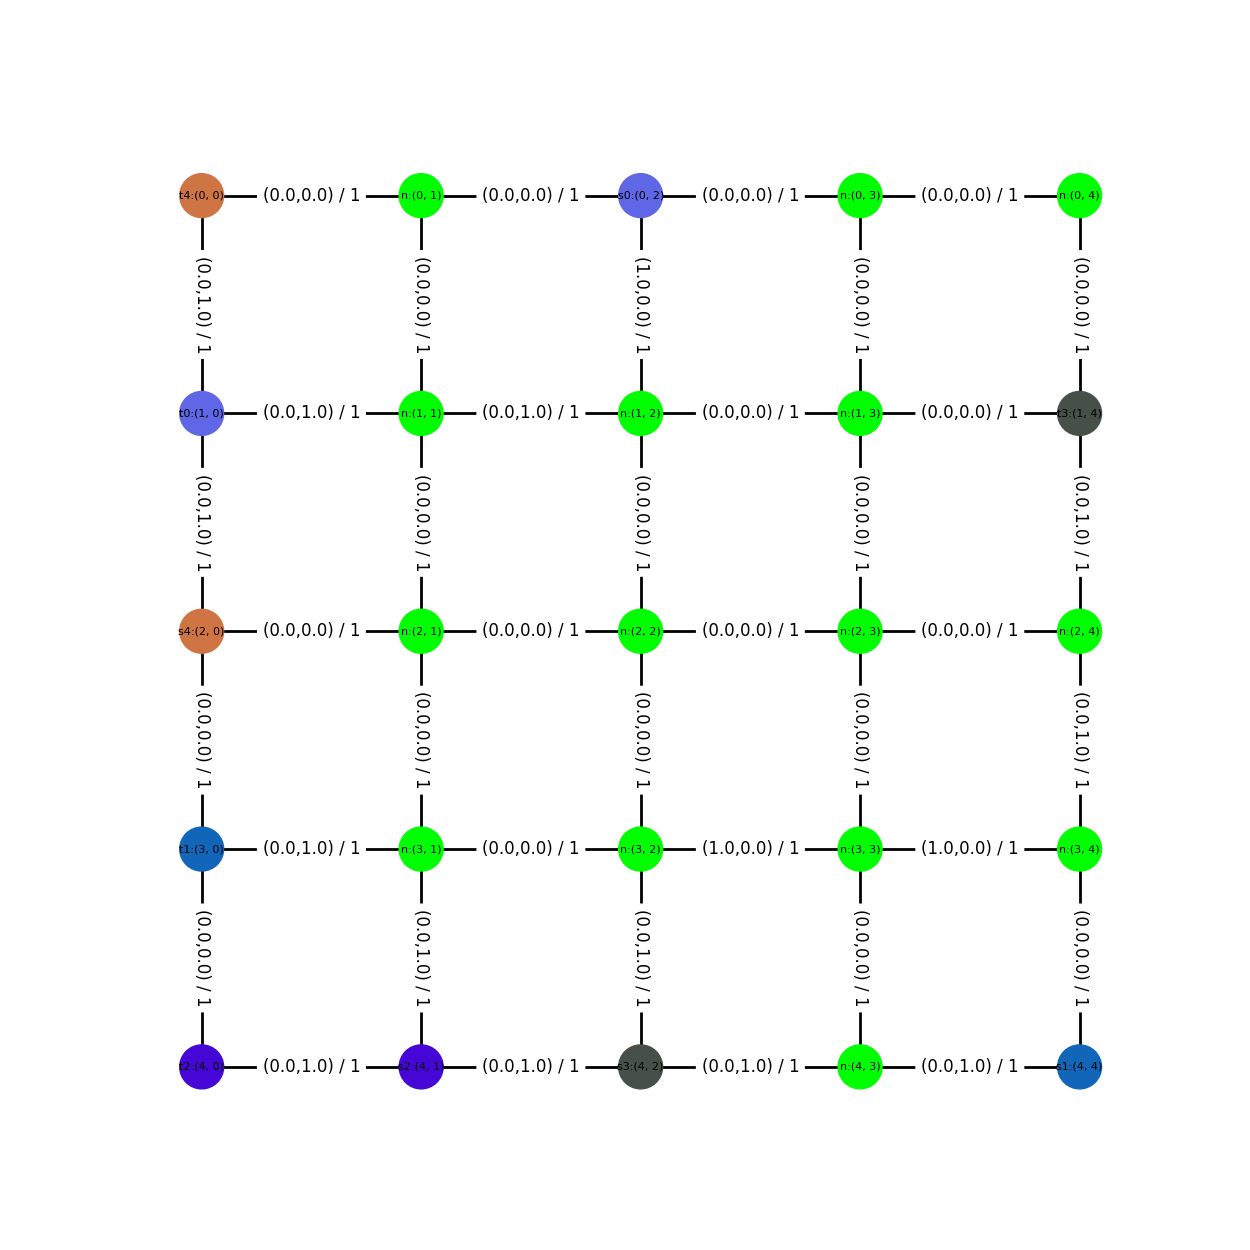 t4:(0, 0) (0.0,0.0) / 1 n:(0, 1) (0.0,0.0) / 1 s0:(0, 2) (0.0,0.0) / 1 n:(0, 3) (0.0,0.0) / 1 n:(0, 4)
(0.0,1.0) / 1 (0.0,0.0) / 1 (1.0,0.0) / 1 (0.0,0.0) / 1 (0.0,0.0) / 1
t0:(1, 0) (0.0,1.0) / 1 n:(1, 1) (0.0,1.0) / 1 n:(1, 2) (0.0,0.0) / 1 n:(1, 3) (0.0,0.0) / 1 t3:(1, 4)
(0.0,1.0) / 1 (0.0,0.0) / 1 (0.0,0.0) / 1 (0.0,0.0) / 1 (0.0,1.0) / 1
s4:(2, 0) (0.0,0.0) / 1 n:(2, 1) (0.0,0.0) / 1 n:(2, 2) (0.0,0.0) / 1 n:(2, 3) (0.0,0.0) / 1 n:(2, 4)
(0.0,0.0) / 1 (0.0,0.0) / 1 (0.0,0.0) / 1 (0.0,0.0) / 1 (0.0,1.0) / 1
t1:(3, 0) (0.0,1.0) / 1 n:(3, 1) (0.0,0.0) / 1 n:(3, 2) (1.0,0.0) / 1 n:(3, 3) (1.0,0.0) / 1 n:(3, 4)
(0.0,0.0) / 1 (0.0,1.0) / 1 (0.0,1.0) / 1 (0.0,0.0) / 1 (0.0,0.0) / 1
t2:(4, 0) (0.0,1.0) / 1 s2:(4, 1) (0.0,1.0) / 1 s3:(4, 2) (0.0,1.0) / 1 n:(4, 3) (0.0,1.0) / 1 s1:(4, 4)